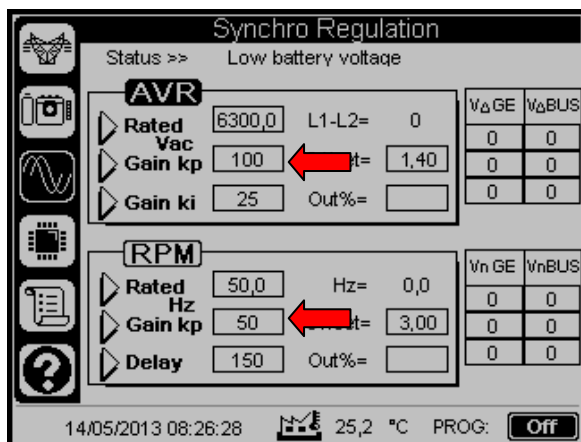 Synchro Regulation
Status >> Low battery voltage
AVR
Rated Vac 6300,0 L1-L2= 0
Gain kp 100 t= 1,40
Gain ki 25 Out%=
V△GE V△BUS
0 0
0 0
0 0
RPM
Rated Hz 50,0 Hz= 0,0
Gain kp 50 t= 3,00
Delay 150 Out%=
Vn GE VnBUS
0 0
0 0
0 0
?
14/05/2013 08:26:28 25,2 °C PROG: Off